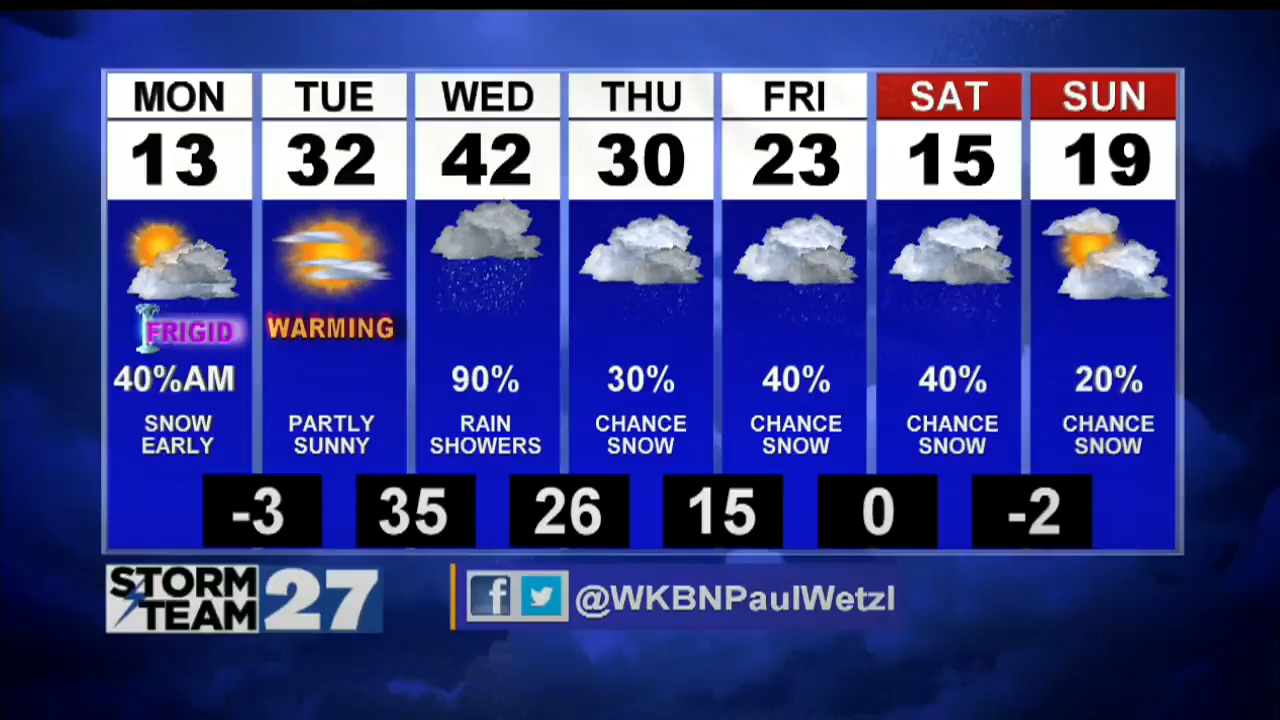 MON TUE WED THU FRI SAT SUN
13 32 42 30 23 15 19
FRIGID WARMING
40%AM 90% 30% 40% 40% 20%
SNOW PARTLY RAIN CHANCE CHANCE CHANCE CHANCE
EARLY SUNNY SHOWERS SNOW SNOW SNOW SNOW
-3 35 26 15 0 -2
STORM
TEAM
27
f @WKBNPaulWetzl